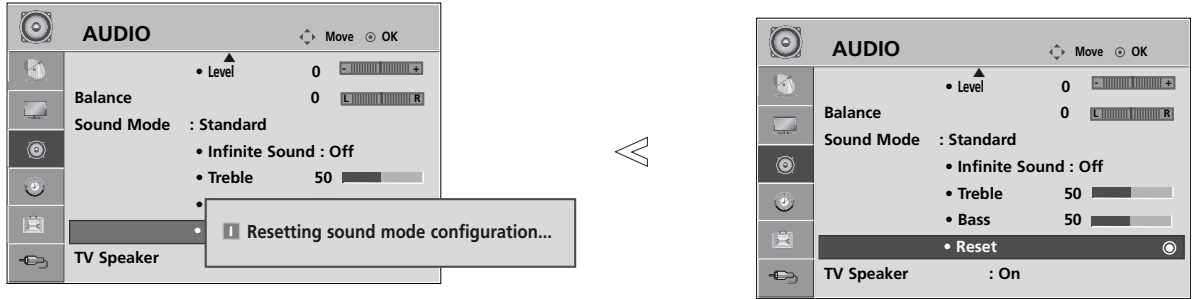 AUDIO
Move OK
• Level 0 - +
Balance 0 L R
Sound Mode : Standard
• Infinite Sound : Off
• Treble 50
•
•
TV Speaker
Resetting sound mode configuration...
AUDIO
Move OK
• Level 0 - +
Balance 0 L R
Sound Mode : Standard
• Infinite Sound : Off
• Treble 50
• Bass 50
• Reset
TV Speaker : On